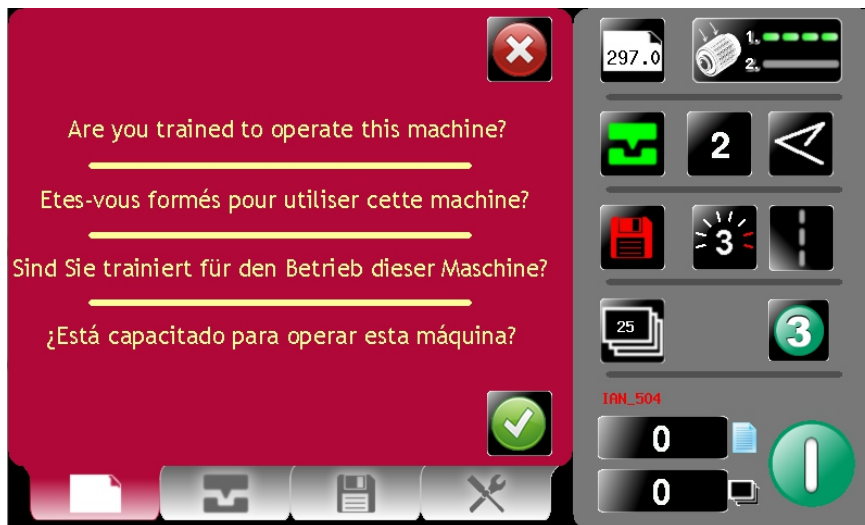 Are you trained to operate this machine?
Etes-vous formés pour utiliser cette machine?
Sind Sie trainiert für den Betrieb dieser Maschine?
¿Está capacitado para operar esta máquina?
297.0
1.
2.
2
3
25
3
IAN_504
0
0